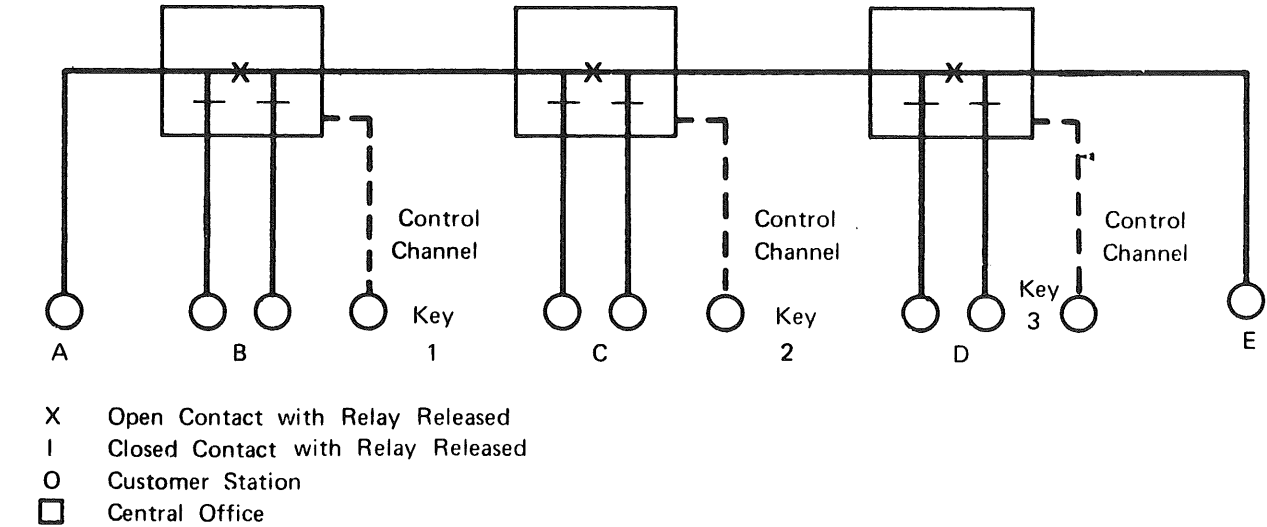 Control Channel
Control Channel
Control Channel
Key 1
Key 2
Key 3
A
B
C
D
E
X Open Contact with Relay Released
I Closed Contact with Relay Released
O Customer Station
Central Office